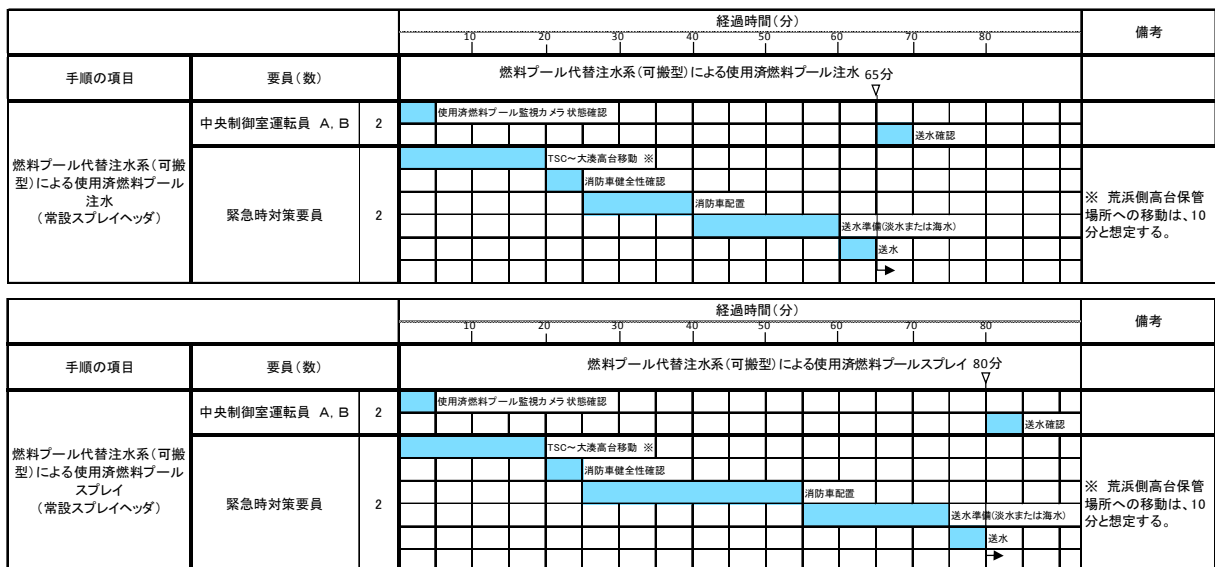 経過時間(分)
備考
10 20 30 40 50 60 70 80
手順の項目
要員(数)
燃料プール代替注水系(可搬型)による使用済燃料プール注水 65分
▽
中央制御室運転員 A, B
2
使用済燃料プール監視カメラ 状態確認
送水確認
燃料プール代替注水系(可搬
型)による使用済燃料プール
注水
(常設スプレイヘッダ)
緊急時対策要員
2
TSC~大湊高台移動 ※
消防車健全性確認
消防車配置
送水準備(淡水または海水)
送水
※ 荒浜側高台保管
場所への移動は、10
分と想定する。
経過時間(分)
備考
10 20 30 40 50 60 70 80
手順の項目
要員(数)
燃料プール代替注水系(可搬型)による使用済燃料プールスプレイ 80分
▽
中央制御室運転員 A, B
2
使用済燃料プール監視カメラ 状態確認
送水確認
燃料プール代替注水系(可搬
型)による使用済燃料プール
スプレイ
(常設スプレイヘッダ)
緊急時対策要員
2
TSC~大湊高台移動 ※
消防車健全性確認
消防車配置
送水準備(淡水または海水)
送水
※ 荒浜側高台保管
場所への移動は、10
分と想定する。